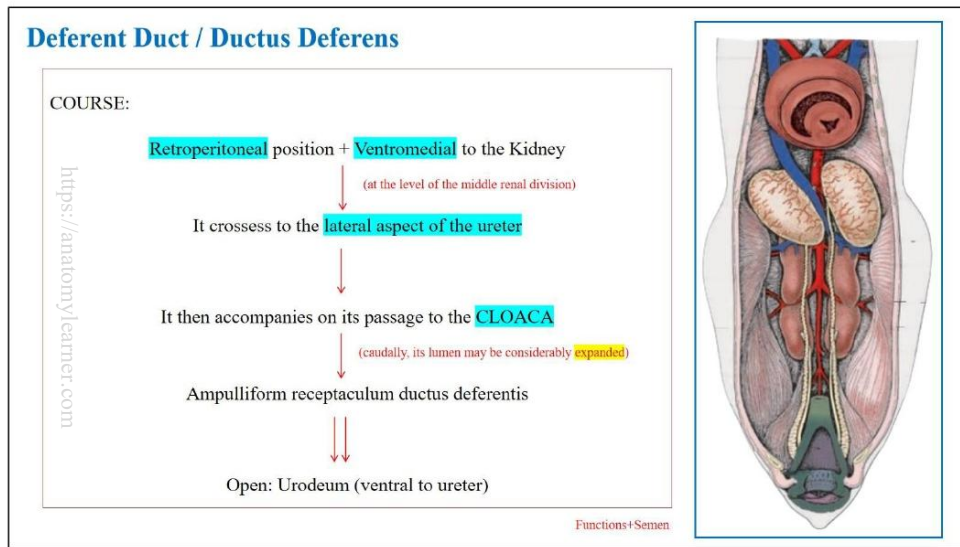 Deferent Duct / Ductus Deferens
COURSE:
Retroperitoneal position + Ventromedial to the Kidney
(at the level of the middle renal division)
It crossess to the lateral aspect of the ureter
It then accompanies on its passage to the CLOACA
(caudally, its lumen may be considerably expanded)
Ampulliform receptaculum ductus deferentis
Open: Urodeum (ventral to ureter)
Functions+Semen
https://anatomylearner.com